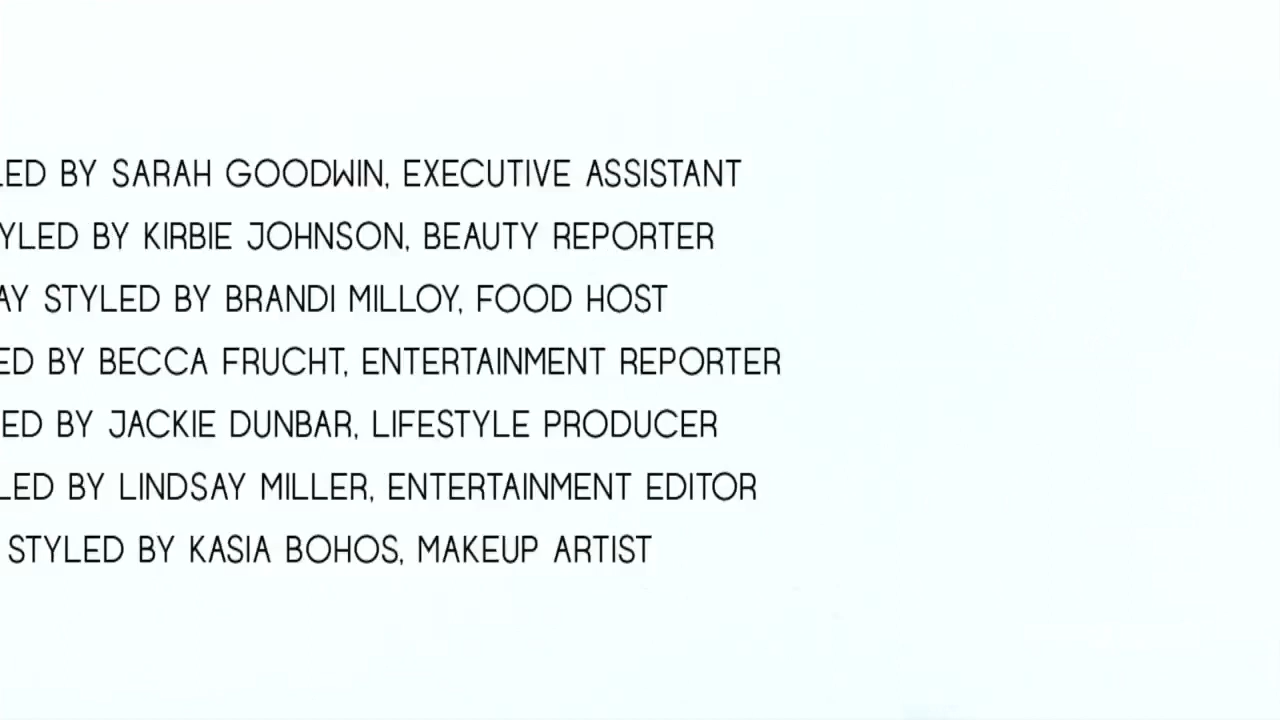 LED BY SARAH GOODWIN, EXECUTIVE ASSISTANT
YLED BY KIRBIE JOHNSON, BEAUTY REPORTER
AY STYLED BY BRANDI MILLOY, FOOD HOST
ED BY BECCA FRUCHT, ENTERTAINMENT REPORTER
ED BY JACKIE DUNBAR, LIFESTYLE PRODUCER
LED BY LINDSAY MILLER, ENTERTAINMENT EDITOR
STYLED BY KASIA BOHOS, MAKEUP ARTIST